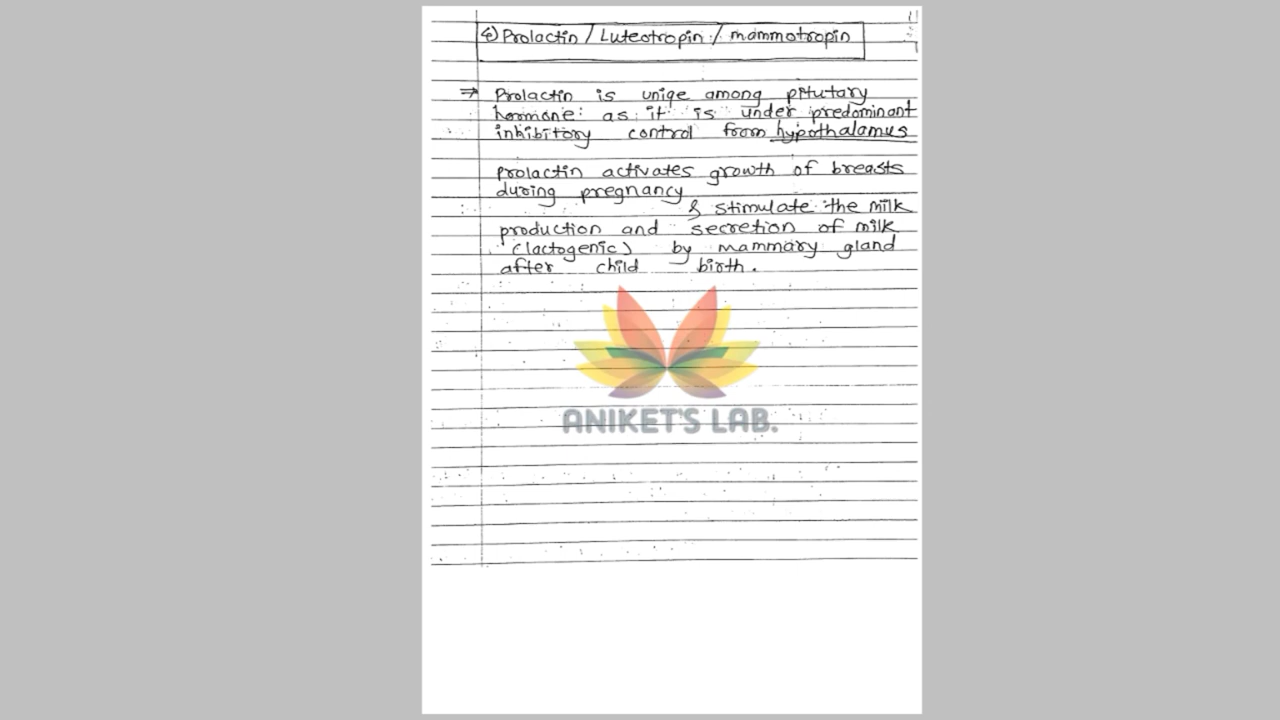 4) Prolactin / Luteotropin / mammotropin
⇒ Prolactin is uniqe among pitutary
hormone: as it is under predominant
inhibitory control from hypothalamus
prolactin activates growth of breasts
during pregnancy
& stimulate the milk
production and secretion of milk
(lactogenic) by mammary gland
after child birth.
ANIKET'S LAB.